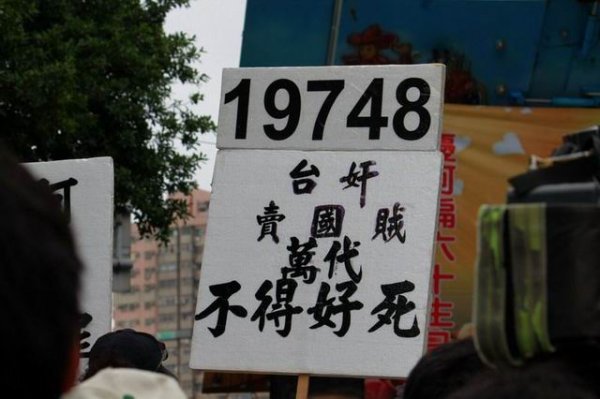 19748
台奸
賣國賊
萬代
不得好死